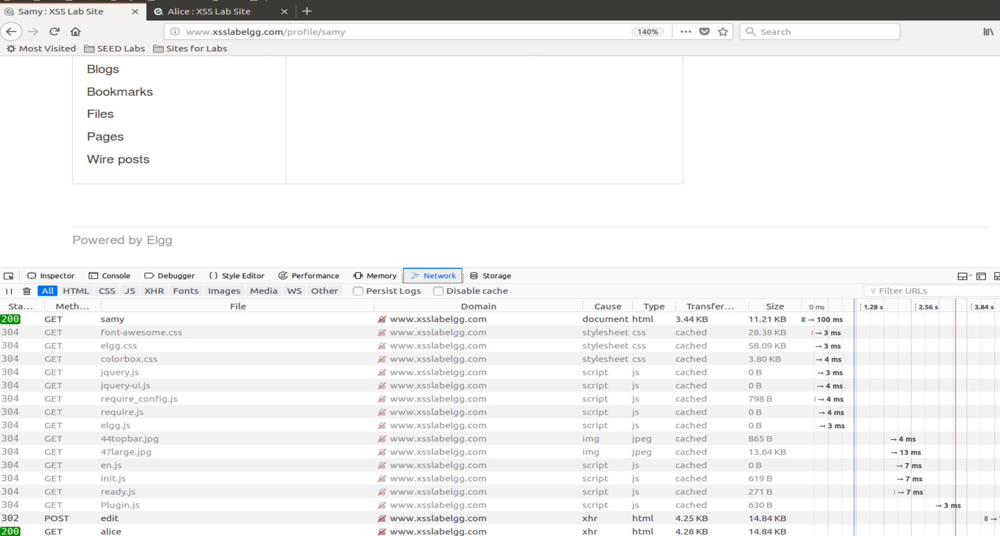 Samy : XSS Lab Site Alice : XSS Lab Site
www.xsslabelgg.com/profile/samy 140% Search
Most Visited SEED Labs Sites for Labs
Blogs
Bookmarks
Files
Pages
Wire posts
Powered by Elgg
Inspector Console Debugger { } Style Editor Performance Memory Network Storage
All HTML CSS JS XHR Fonts Images Media WS Other Persist Logs Disable cache Filter URLs
Sta... Meth... File Domain Cause Type Transfer... Size 0 ms 1.28 s 2.56 s 3.84 s
200 GET samy www.xsslabelgg.com document html 3.44 KB 11.21 KB → 100 ms
304 GET font-awesome.css www.xsslabelgg.com stylesheet css cached 28.38 KB → 3 ms
304 GET elgg.css www.xsslabelgg.com stylesheet css cached 58.09 KB → 3 ms
304 GET colorbox.css www.xsslabelgg.com stylesheet css cached 3.80 KB → 4 ms
304 GET jquery.js www.xsslabelgg.com script js cached 0 B → 3 ms
304 GET jquery-ui.js www.xsslabelgg.com script js cached 0 B → 4 ms
304 GET require_config.js www.xsslabelgg.com script js cached 798 B → 4 ms
304 GET require.js www.xsslabelgg.com script js cached 0 B → 4 ms
304 GET elgg.js www.xsslabelgg.com script js cached 0 B → 3 ms
304 GET 44topbar.jpg www.xsslabelgg.com img jpeg cached 865 B → 4 ms
304 GET 47large.jpg www.xsslabelgg.com img jpeg cached 13.64 KB → 13 ms
304 GET en.js www.xsslabelgg.com script js cached 0 B → 7 ms
304 GET init.js www.xsslabelgg.com script js cached 619 B → 7 ms
304 GET ready.js www.xsslabelgg.com script js cached 271 B → 7 ms
304 GET Plugin.js www.xsslabelgg.com script js cached 630 B → 3 ms
302 POST edit www.xsslabelgg.com xhr html 4.25 KB 14.84 KB →
200 GET alice www.xsslabelgg.com xhr html 4.28 KB 14.84 KB